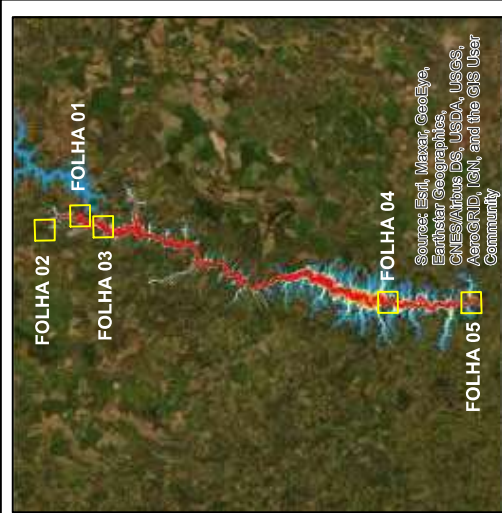 FOLHA 01
FOLHA 02
FOLHA 03
FOLHA 04
Source: Esri, Maxar, GeoEye,
Earthstar Geographics,
CNES/Airbus DS, USDA, USGS,
AeroGRID, IGN, and the GIS User
Community
FOLHA 05